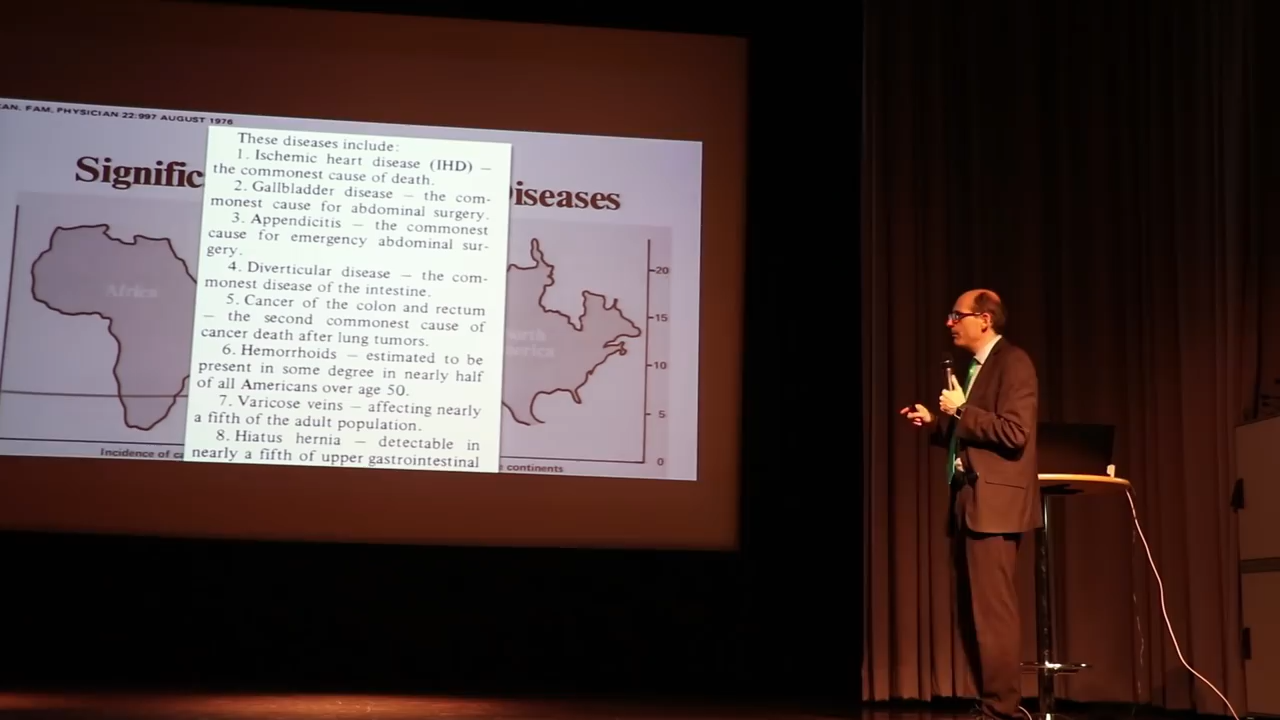 CAN. FAM. PHYSICIAN 22:997 AUGUST 1976
Signific
Diseases
These diseases include:
1. Ischemic heart disease (IHD) —
the commonest cause of death.
2. Gallbladder disease — the com-
monest cause for abdominal surgery.
3. Appendicitis — the commonest
cause for emergency abdominal sur-
gery.
4. Diverticular disease — the com-
monest disease of the intestine.
5. Cancer of the colon and rectum
— the second commonest cause of
cancer death after lung tumors.
6. Hemorrhoids — estimated to be
present in some degree in nearly half
of all Americans over age 50.
7. Varicose veins — affecting nearly
a fifth of the adult population.
8. Hiatus hernia — detectable in
nearly a fifth of upper gastrointestinal
Africa
20
15
10
5
0
Incidence of
continents